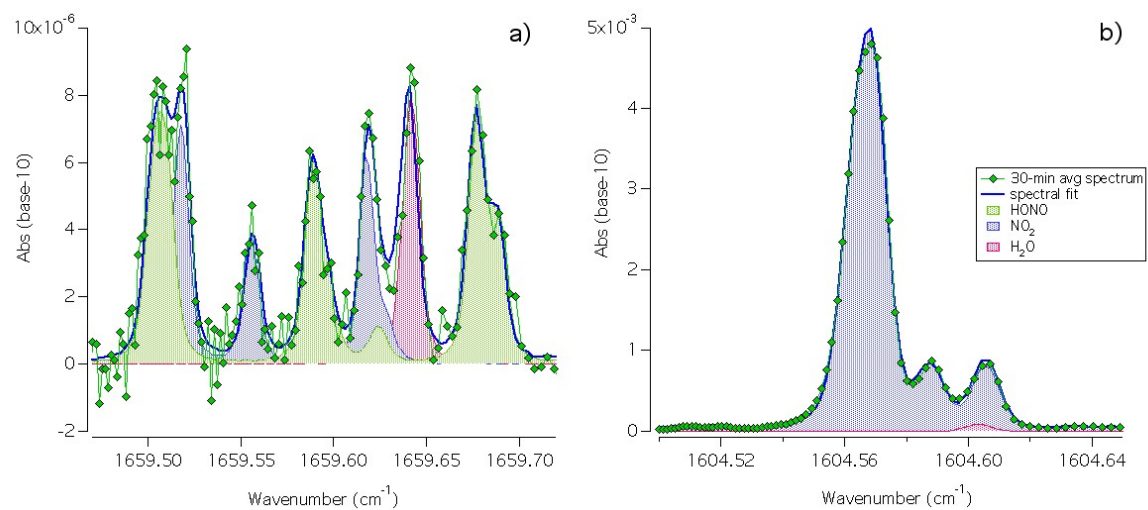 a)
10x10⁻⁶
8
6
4
2
0
-2
Abs (base-10)
1659.50 1659.55 1659.60 1659.65 1659.70
Wavenumber (cm⁻¹)
b)
5x10⁻³
4
3
2
1
0
Abs (base-10)
1604.52 1604.56 1604.60 1604.64
Wavenumber (cm⁻¹)
30-min avg spectrum
spectral fit
HONO
NO₂
H₂O